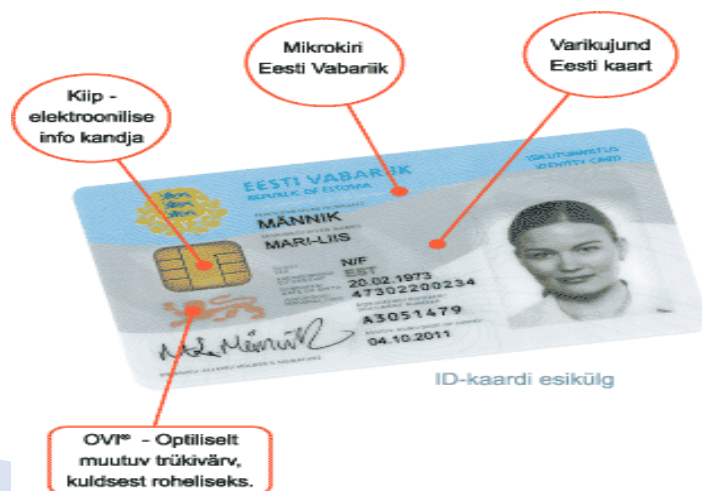 Mikrokiri
Eesti Vabariik
Varikujund
Eesti kaart
Kiip -
elektroonilise
info kandja
EESTI VABARIIK
REPUBLIC OF ESTONIA
ISIKUTUNNISTUS
IDENTITY CARD
MÄNNIK
MARI-LIIS
N/F
EST
20.02.1973
47302200234
A3051479
04.10.2011
ID-kaardi esikülg
OVI® - Optiliselt
muutuv trükivärv,
kuldsest roheliseks.